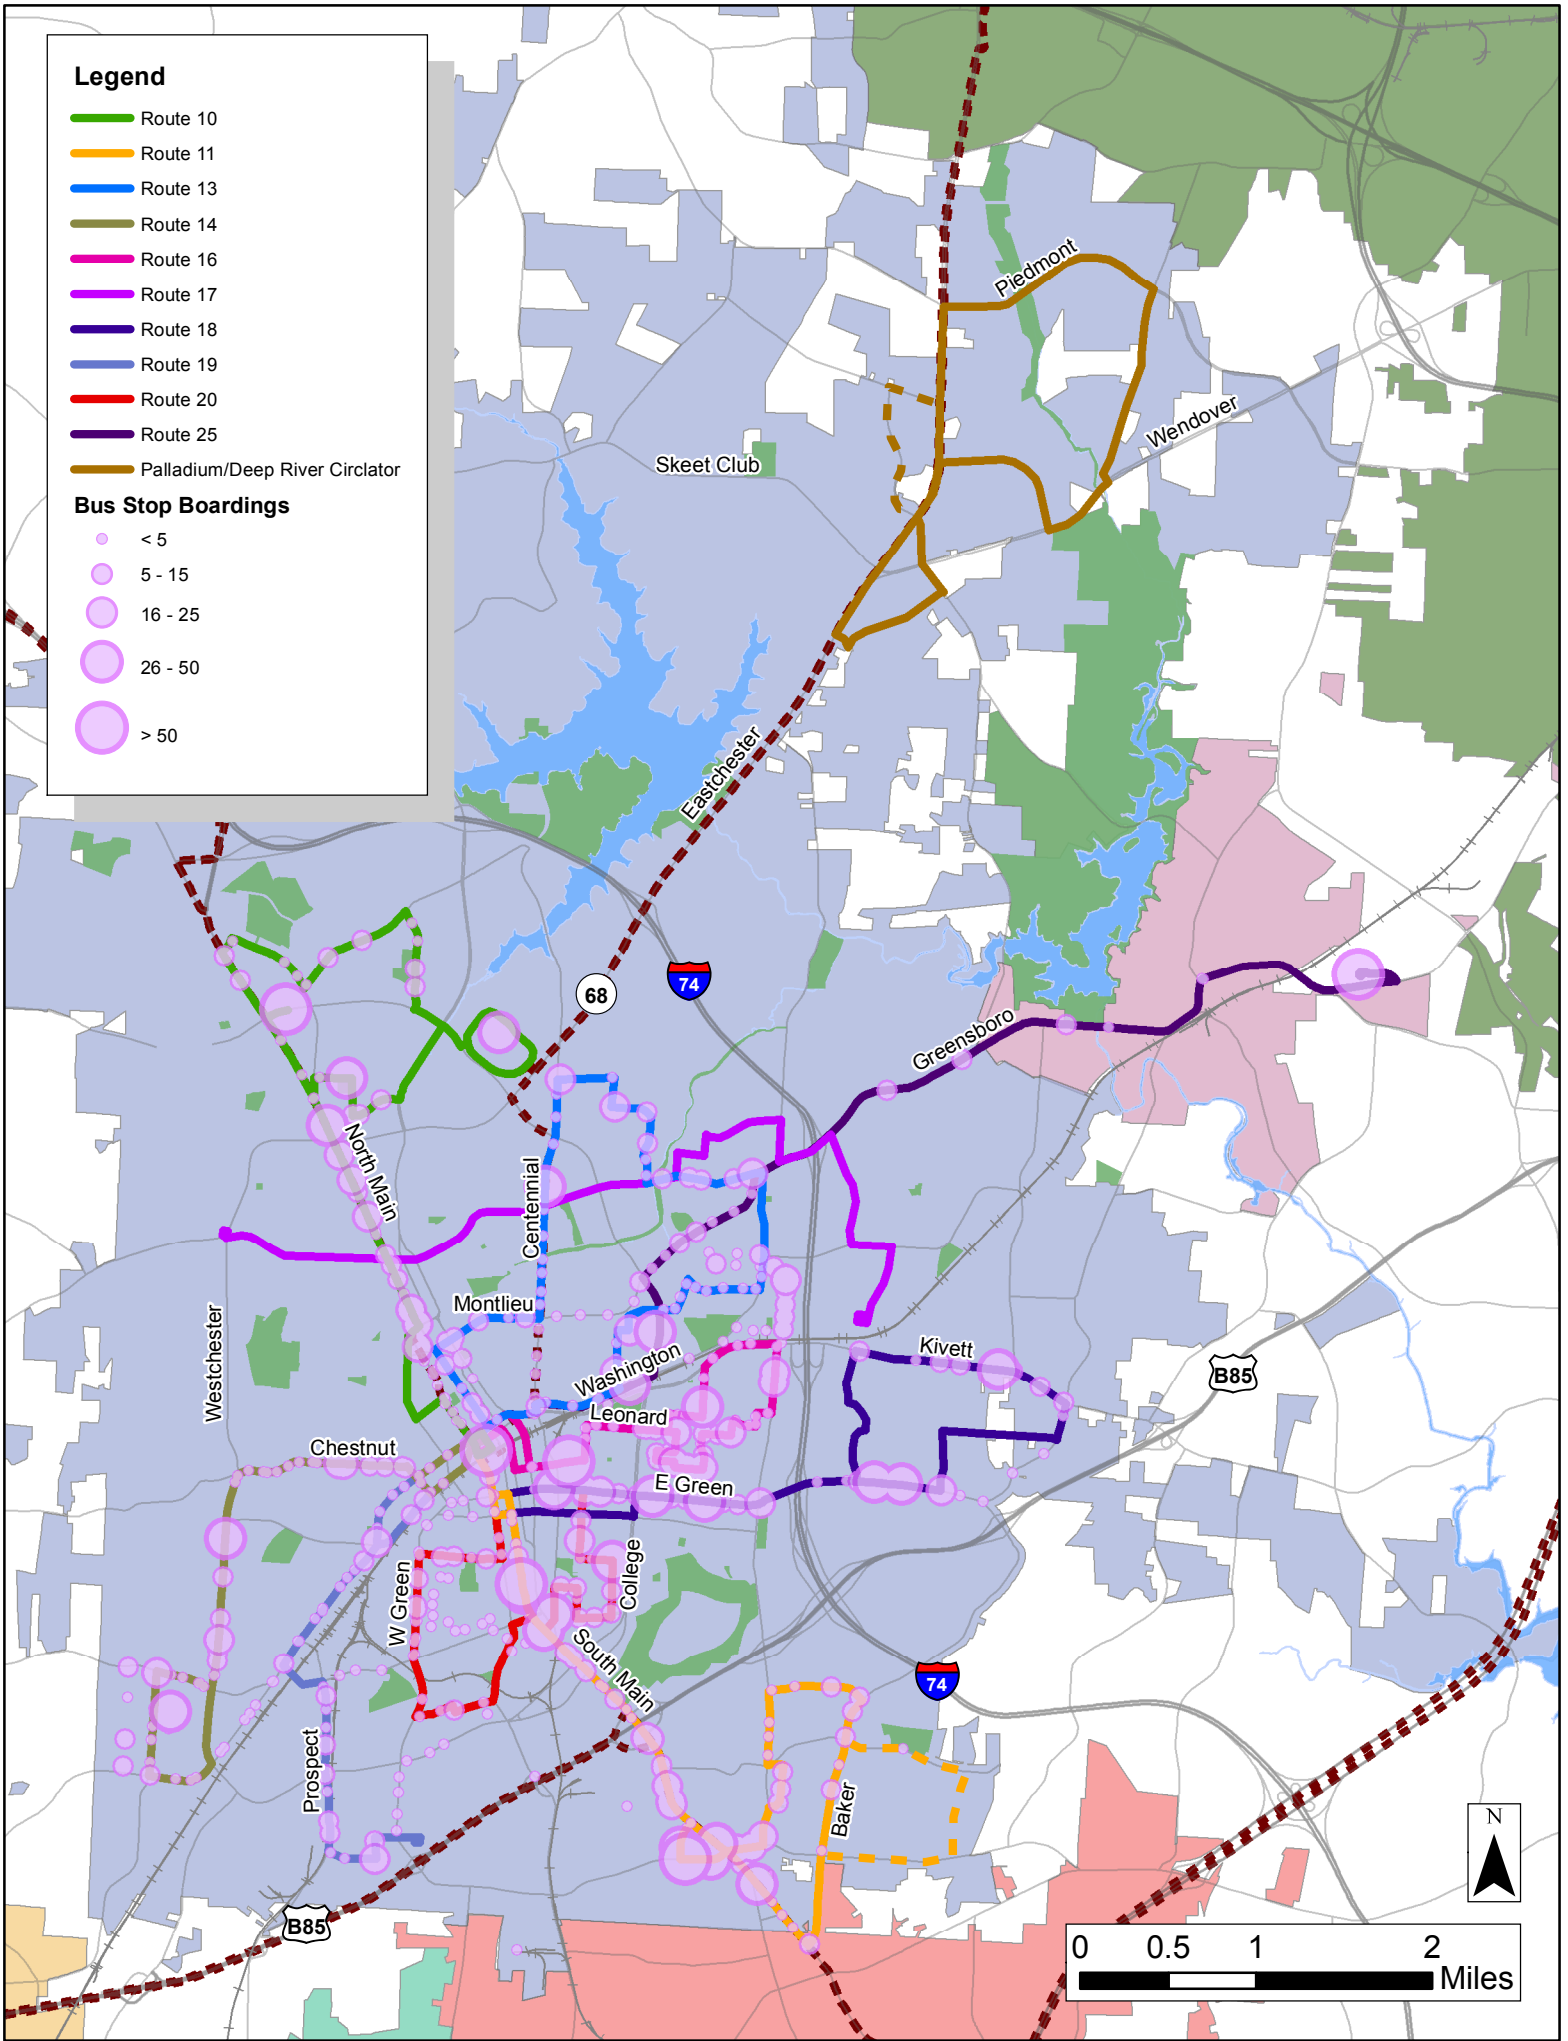 Legend
Route 10
Route 11
Route 13
Route 14
Route 16
Route 17
Route 18
Route 19
Route 20
Route 25
Palladium/Deep River Circlator
Bus Stop Boardings
< 5
5 - 15
16 - 25
26 - 50
> 50
Piedmont
Wendover
Skeet Club
Eastchester
68
74
Greensboro
North Main
Centennial
Montlieu
Westchester
Washington
Kivett
B85
Leonard
Chestnut
E Green
College
W Green
South Main
74
Prospect
Baker
B85
N
0 0.5 1 2
Miles